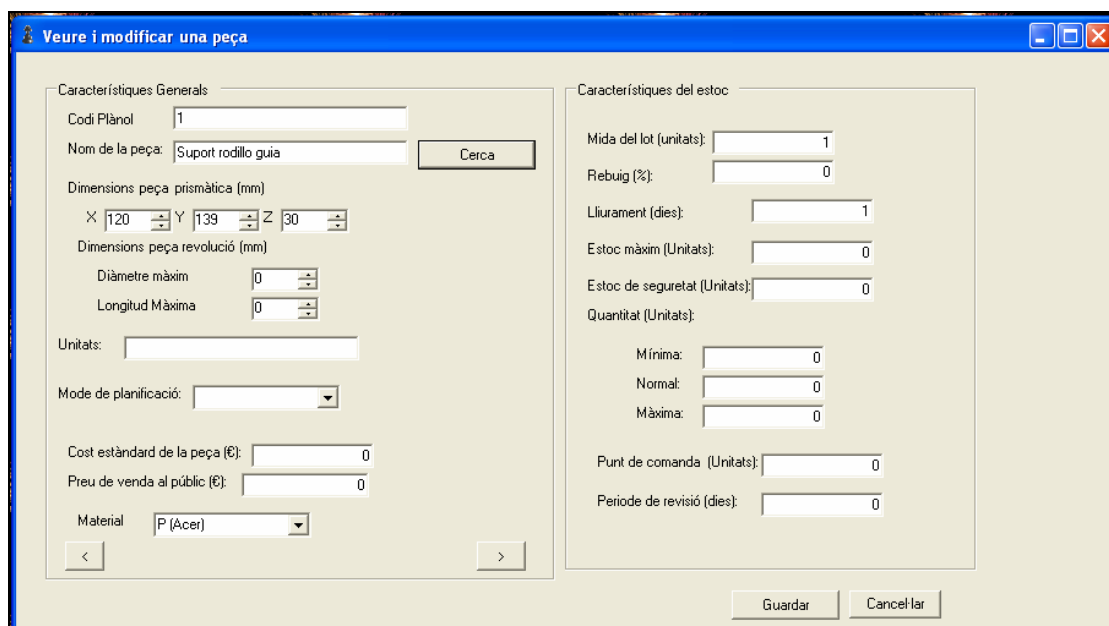 Veure i modificar una peça
Característiques Generals
Codi Plànol 1
Nom de la peça: Suport rodillo guia Cerca
Dimensions peça prismàtica (mm)
X 120 Y 139 Z 30
Dimensions peça revolució (mm)
Diàmetre màxim 0
Longitud Màxima 0
Unitats:
Mode de planificació:
Cost estàndard de la peça (€): 0
Preu de venda al públic (€): 0
Material P (Acer)
< >
Característiques del estoc
Mida del lot (unitats): 1
Rebuig (%): 0
Lliurament (dies): 1
Estoc màxim (Unitats): 0
Estoc de seguretat (Unitats): 0
Quantitat (Unitats):
Mínima: 0
Normal: 0
Màxima: 0
Punt de comanda (Unitats): 0
Periode de revisió (dies): 0
Guardar Cancel·lar